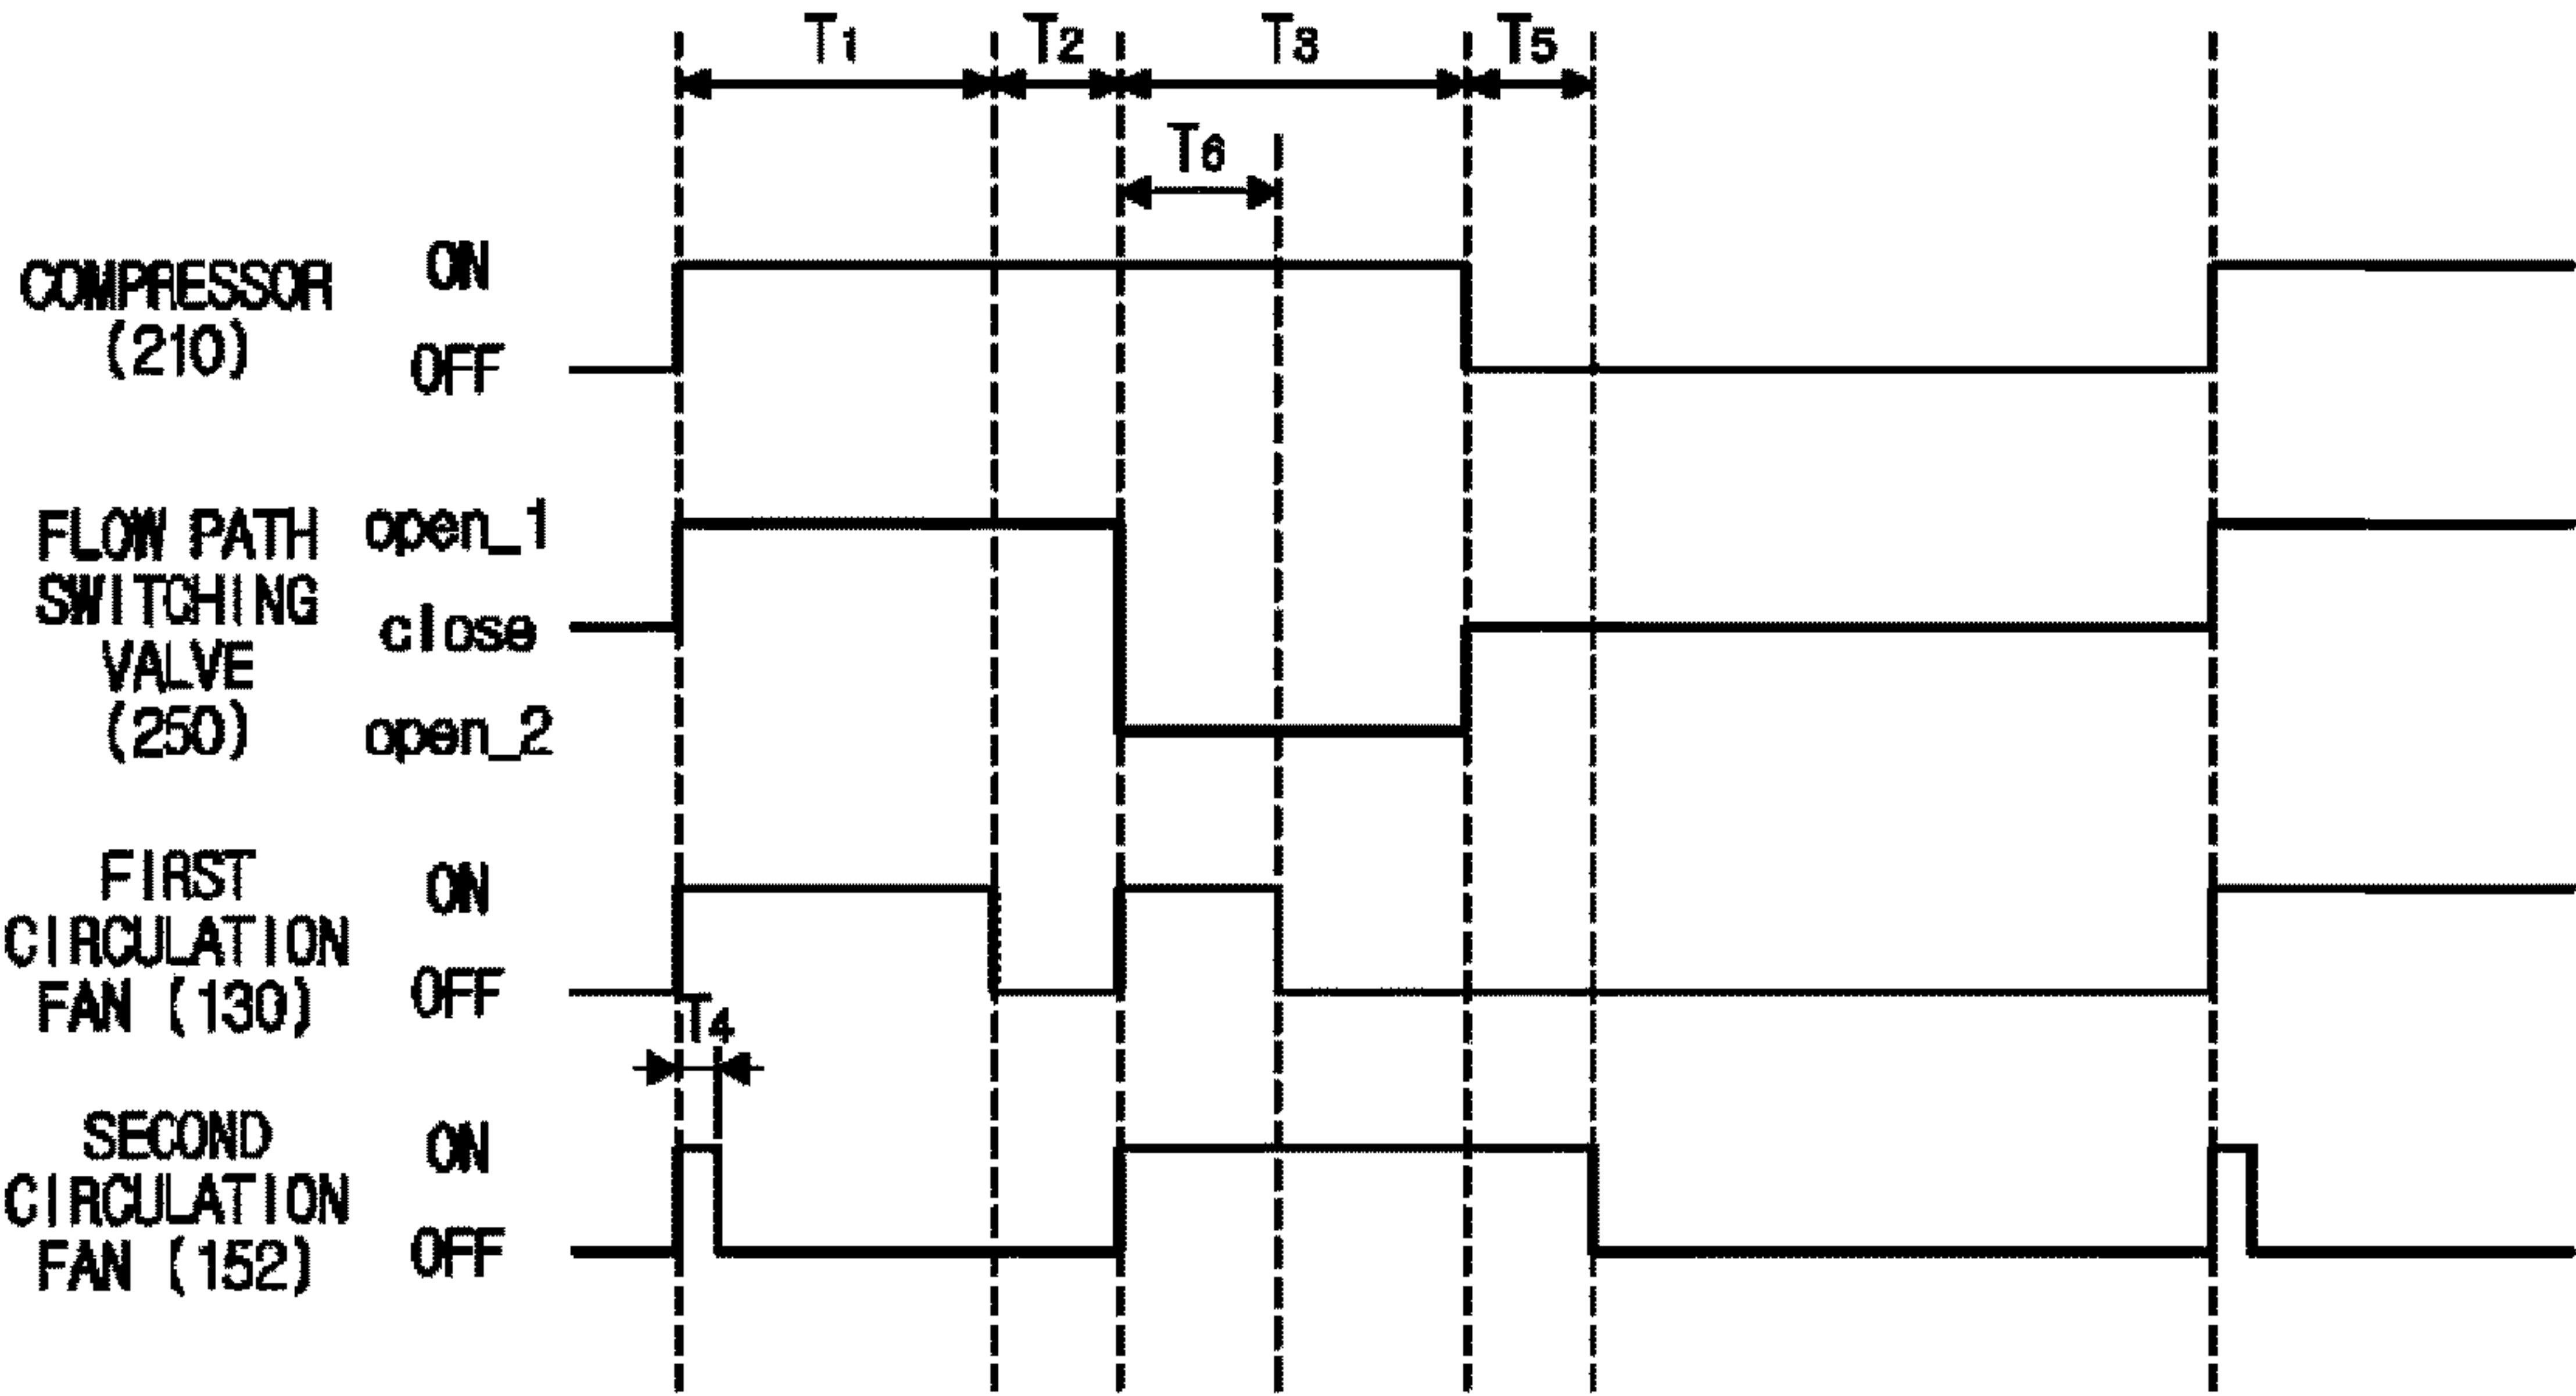 T1 T2 T3 T5
T6
COMPRESSOR
(210)
ON
OFF
FLOW PATH
SWITCHING
VALVE
(250)
open_1
close
open_2
FIRST
CIRCULATION
FAN (130)
ON
OFF
T4
SECOND
CIRCULATION
FAN (152)
ON
OFF